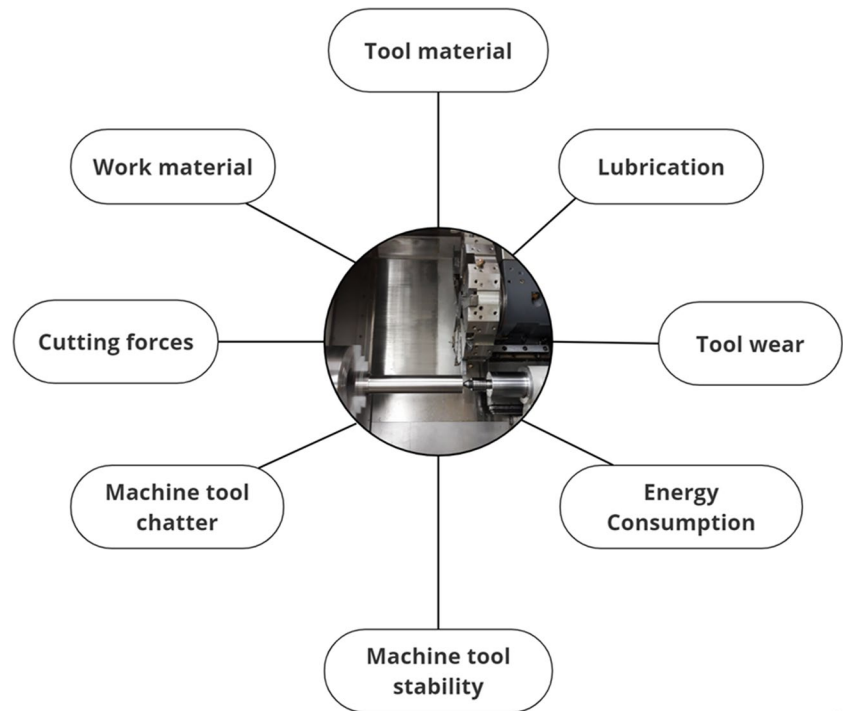 Tool material
Work material
Lubrication
Cutting forces
Tool wear
Machine tool
chatter
Energy
Consumption
Machine tool
stability